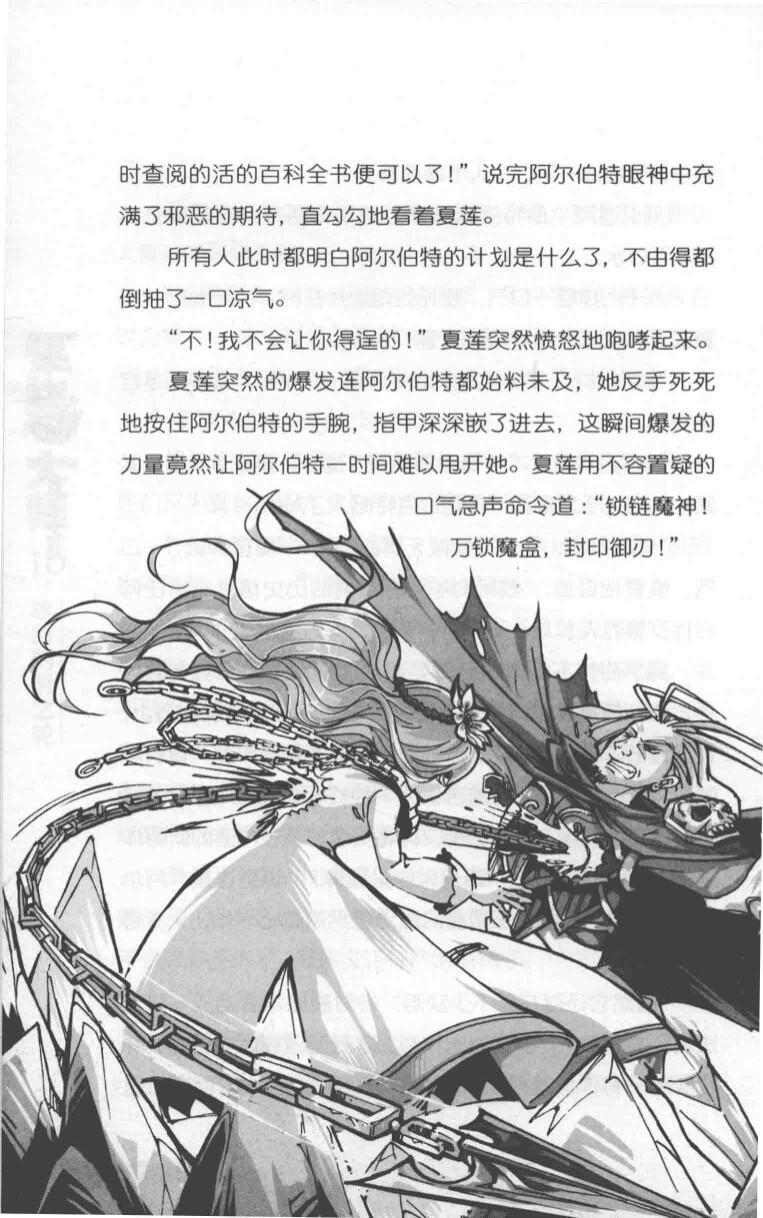 时查阅的活的百科全书便可以了！”说完阿尔伯特眼神中充
满了邪恶的期待，直勾勾地看着夏莲。
所有人此时都明白阿尔伯特的计划是什么了，不由得都
倒抽了一口凉气。
“不！我不会让你得逞的！”夏莲突然愤怒地咆哮起来。
夏莲突然的爆发连阿尔伯特都始料未及，她反手死死
地按住阿尔伯特的手腕，指甲深深嵌了进去，这瞬间爆发的
力量竟然让阿尔伯特一时间难以甩开她。夏莲用不容置疑的
口气急声命令道：“锁链魔神！
万锁魔盒，封印御刃！”